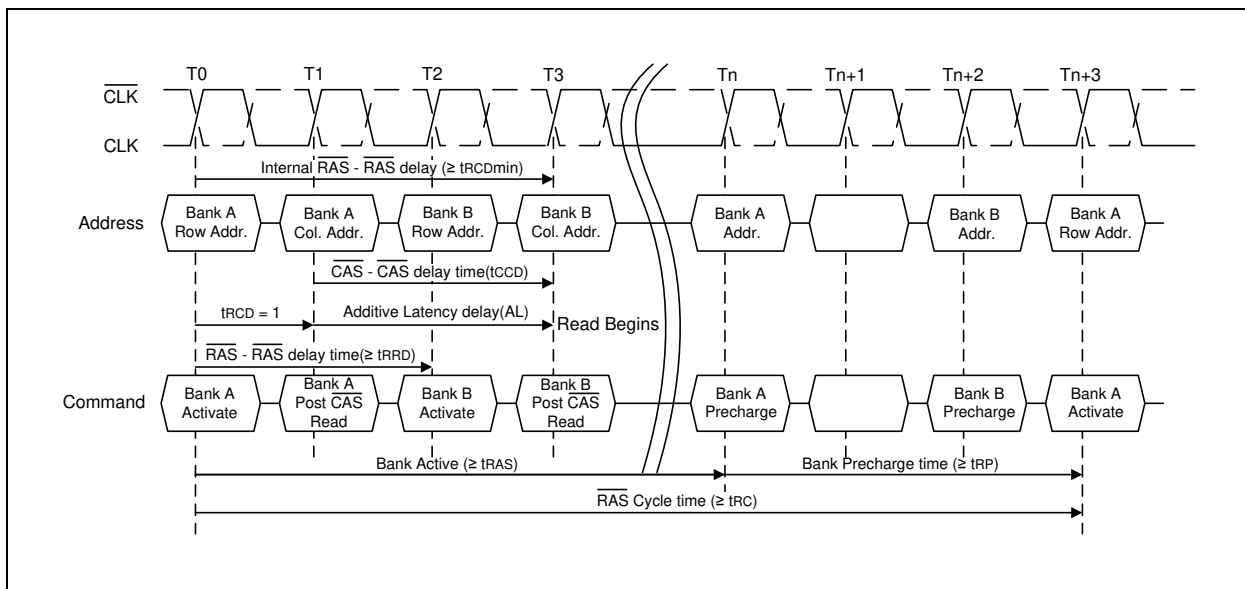 T0 T1 T2 T3 Tn Tn+1 Tn+2 Tn+3
CLK
CLK
Internal RAS - RAS delay (≥ tRCDmin)
Address
Bank A Row Addr.
Bank A Col. Addr.
Bank B Row Addr.
Bank B Col. Addr.
Bank A Addr.
Bank B Addr.
Bank A Row Addr.
CAS - CAS delay time(tCCD)
tRCD = 1
Additive Latency delay(AL)
Read Begins
RAS - RAS delay time(≥ tRRD)
Command
Bank A Activate
Bank A Post CAS Read
Bank B Activate
Bank B Post CAS Read
Bank A Precharge
Bank B Precharge
Bank A Activate
Bank Active (≥ tRAS)
Bank Precharge time (≥ tRP)
RAS Cycle time (≥ tRC)